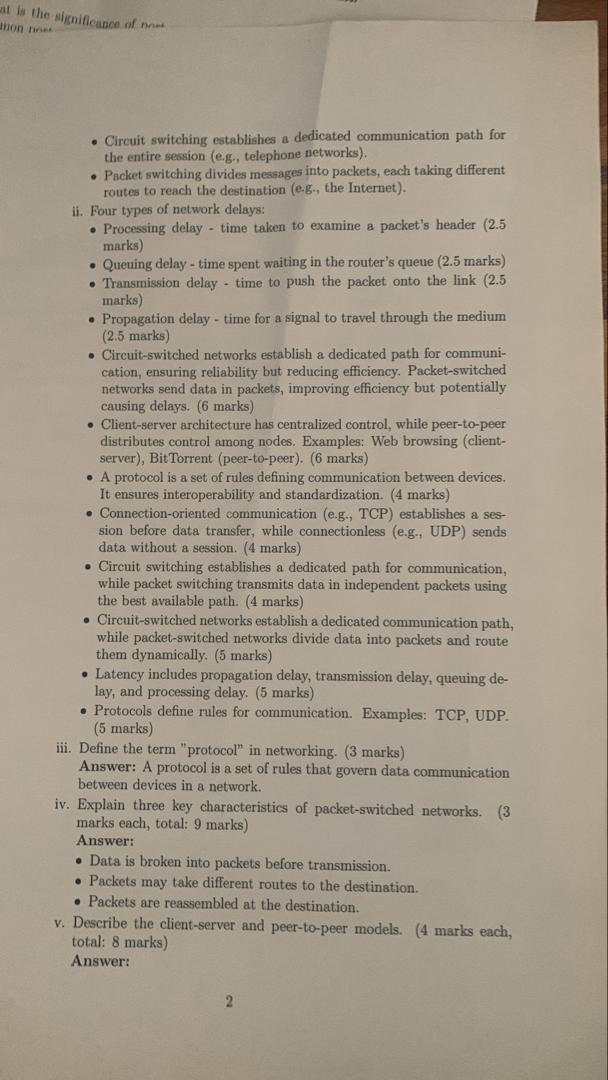 at is the significance of
mon
• Circuit switching establishes a dedicated communication path for
the entire session (e.g., telephone networks).
• Packet switching divides messages into packets, each taking different
routes to reach the destination (e.g., the Internet).
ii. Four types of network delays:
• Processing delay - time taken to examine a packet's header (2.5
marks)
• Queuing delay - time spent waiting in the router's queue (2.5 marks)
• Transmission delay - time to push the packet onto the link (2.5
marks)
• Propagation delay - time for a signal to travel through the medium
(2.5 marks)
• Circuit-switched networks establish a dedicated path for communi-
cation, ensuring reliability but reducing efficiency. Packet-switched
networks send data in packets, improving efficiency but potentially
causing delays. (6 marks)
• Client-server architecture has centralized control, while peer-to-peer
distributes control among nodes. Examples: Web browsing (client-
server), BitTorrent (peer-to-peer). (6 marks)
• A protocol is a set of rules defining communication between devices.
It ensures interoperability and standardization. (4 marks)
• Connection-oriented communication (e.g., TCP) establishes a ses-
sion before data transfer, while connectionless (e.g., UDP) sends
data without a session. (4 marks)
• Circuit switching establishes a dedicated path for communication,
while packet switching transmits data in independent packets using
the best available path. (4 marks)
• Circuit-switched networks establish a dedicated communication path,
while packet-switched networks divide data into packets and route
them dynamically. (5 marks)
• Latency includes propagation delay, transmission delay, queuing de-
lay, and processing delay. (5 marks)
• Protocols define rules for communication. Examples: TCP, UDP.
(5 marks)
iii. Define the term "protocol" in networking. (3 marks)
Answer: A protocol is a set of rules that govern data communication
between devices in a network.
iv. Explain three key characteristics of packet-switched networks. (3
marks each, total: 9 marks)
Answer:
• Data is broken into packets before transmission.
• Packets may take different routes to the destination.
• Packets are reassembled at the destination.
v. Describe the client-server and peer-to-peer models. (4 marks each,
total: 8 marks)
Answer:
2